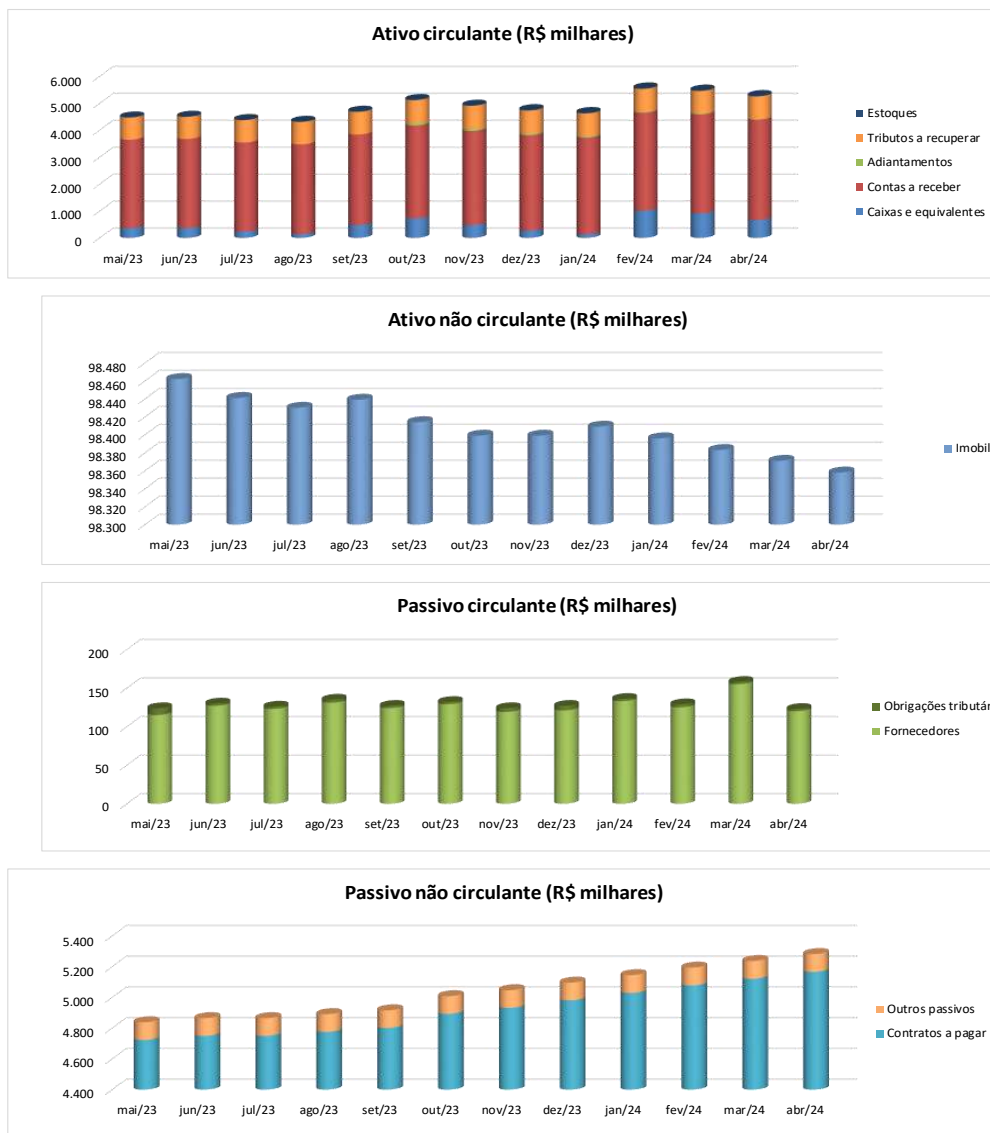 Ativo circulante (R$ milhares)
6.000
5.000
4.000
3.000
2.000
1.000
0
mai/23 jun/23 jul/23 ago/23 set/23 out/23 nov/23 dez/23 jan/24 fev/24 mar/24 abr/24
Estoques
Tributos a recuperar
Adiantamentos
Contas a receber
Caixas e equivalentes
Ativo não circulante (R$ milhares)
98.480
98.460
98.440
98.420
98.400
98.380
98.360
98.340
98.320
98.300
mai/23 jun/23 jul/23 ago/23 set/23 out/23 nov/23 dez/23 jan/24 fev/24 mar/24 abr/24
Imobil
Passivo circulante (R$ milhares)
200
150
100
50
0
mai/23 jun/23 jul/23 ago/23 set/23 out/23 nov/23 dez/23 jan/24 fev/24 mar/24 abr/24
Obrigações tributár
Fornecedores
Passivo não circulante (R$ milhares)
5.400
5.200
5.000
4.800
4.600
4.400
mai/23 jun/23 jul/23 ago/23 set/23 out/23 nov/23 dez/23 jan/24 fev/24 mar/24 abr/24
Outros passivos
Contratos a pagar